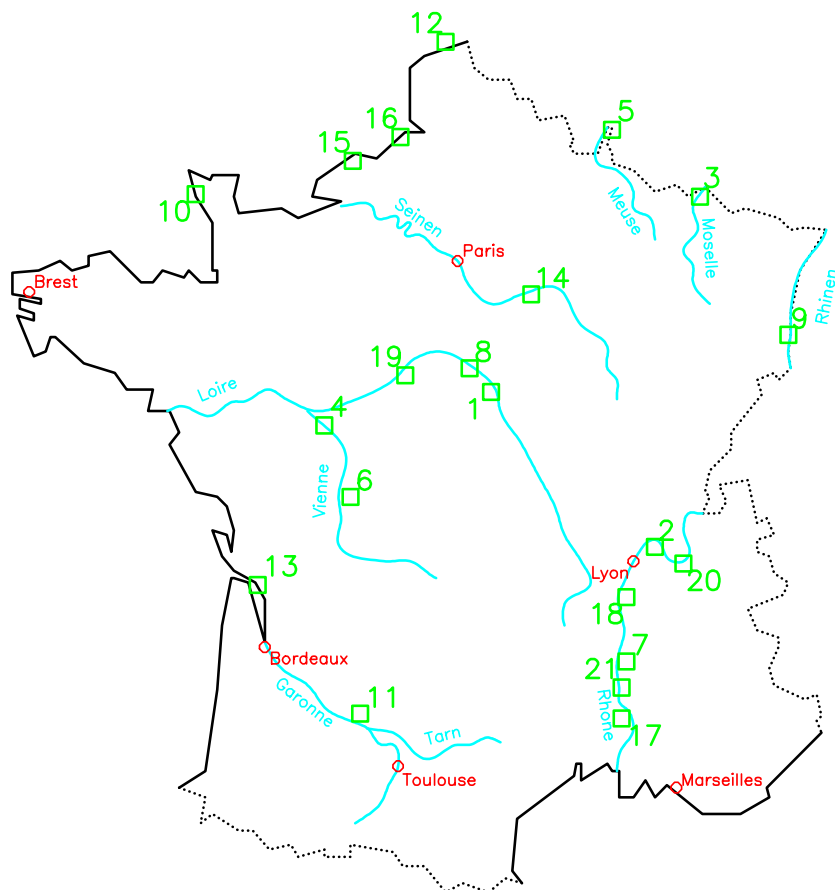 12
5
16
15
3
10
Seinen
Meuse
Moselle
Paris
Brest
14
Rhinen
9
8
19
Loire
1
4
6
Vienne
2
Lyon
20
13
18
7
Bordeaux
21
Garonne
11
Rhone
17
Tarn
Toulouse
Marseilles